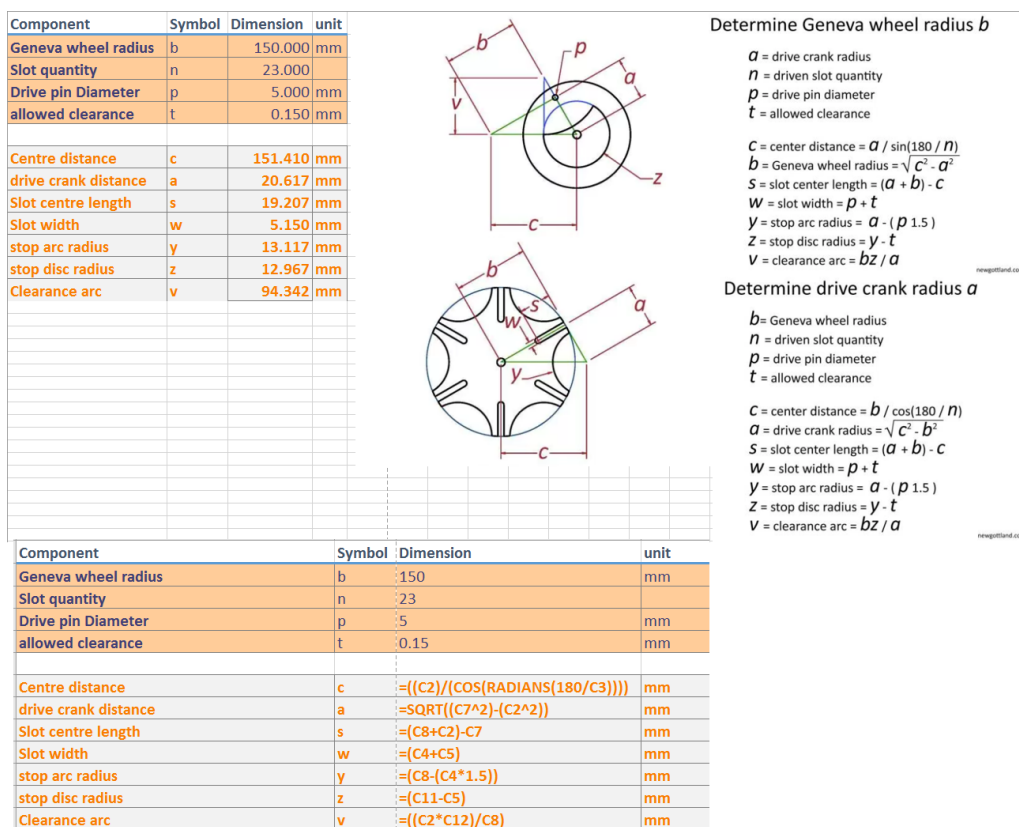 Component Symbol Dimension unit
Geneva wheel radius b 150.000 mm
Slot quantity n 23.000
Drive pin Diameter p 5.000 mm
allowed clearance t 0.150 mm
Centre distance c 151.410 mm
drive crank distance a 20.617 mm
Slot centre length s 19.207 mm
Slot width w 5.150 mm
stop arc radius y 13.117 mm
stop disc radius z 12.967 mm
Clearance arc v 94.342 mm
b
p
a
v
z
c
b
s
a
w
y
c
Determine Geneva wheel radius b
a = drive crank radius
n = driven slot quantity
p = drive pin diameter
t = allowed clearance
c = center distance = a / sin(180 / n)
b = Geneva wheel radius = √c² - a²
s = slot center length = (a + b) - c
w = slot width = p + t
y = stop arc radius = a - ( p 1.5 )
z = stop disc radius = y - t
v = clearance arc = bz / a
newgottland.co
Determine drive crank radius a
b= Geneva wheel radius
n = driven slot quantity
p = drive pin diameter
t = allowed clearance
c = center distance = b / cos(180 / n)
a = drive crank radius = √c² - b²
s = slot center length = (a + b) - c
w = slot width = p + t
y = stop arc radius = a - ( p 1.5 )
z = stop disc radius = y - t
v = clearance arc = bz / a
newgottland.co
Component Symbol Dimension unit
Geneva wheel radius b 150 mm
Slot quantity n 23
Drive pin Diameter p 5 mm
allowed clearance t 0.15 mm
Centre distance c =((C2)/(COS(RADIANS(180/C3)))) mm
drive crank distance a =SQRT((C7^2)-(C2^2)) mm
Slot centre length s =(C8+C2)-C7 mm
Slot width w =(C4+C5) mm
stop arc radius y =(C8-(C4*1.5)) mm
stop disc radius z =(C11-C5) mm
Clearance arc v =((C2*C12)/C8) mm